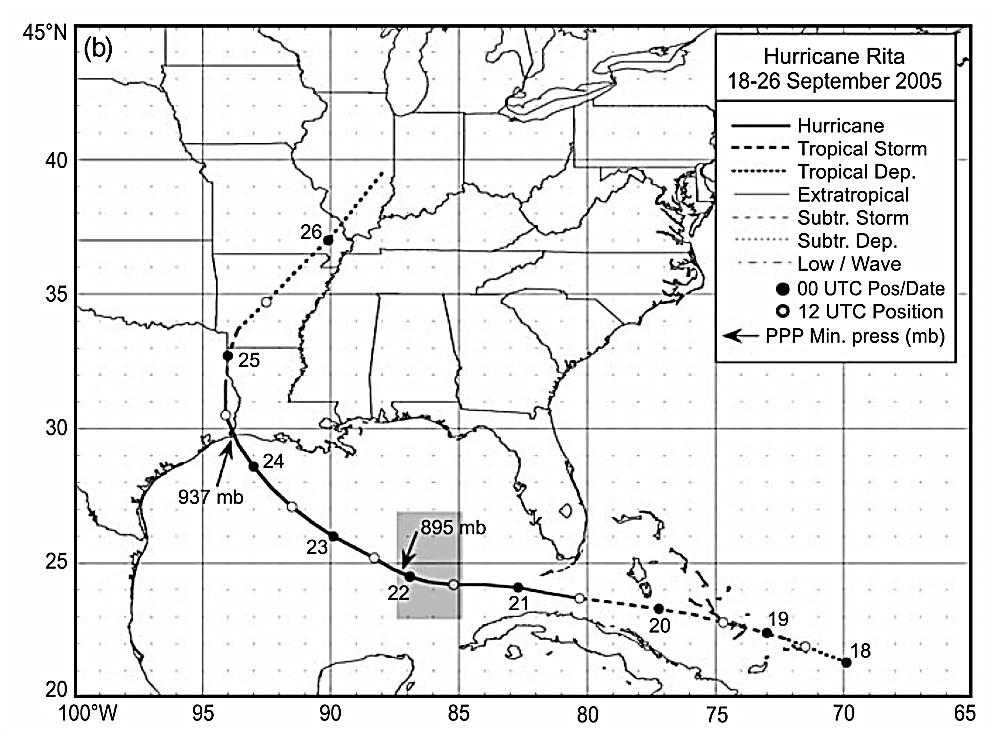 45°N
(b)
Hurricane Rita
18-26 September 2005
Hurricane
Tropical Storm
Tropical Dep.
Extratropical
Subtr. Storm
Subtr. Dep.
Low / Wave
00 UTC Pos/Date
12 UTC Position
PPP Min. press (mb)
40
26
35
25
30
24
937 mb
895 mb
23
25
22
21
20
19
18
20
100°W 95 90 85 80 75 70 65